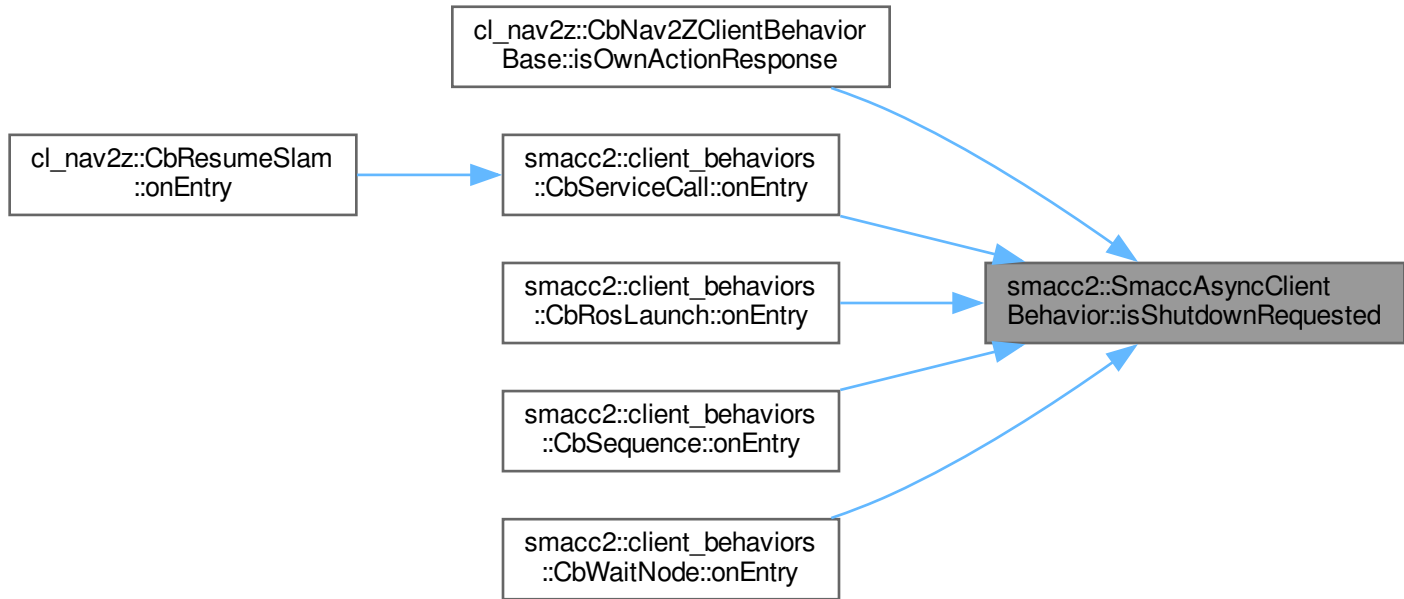 cl_nav2z::CbNav2ZClientBehavior
Base::isOwnActionResponse
cl_nav2z::CbResumeSlam
::onEntry
smacc2::client_behaviors
::CbServiceCall::onEntry
smacc2::client_behaviors
::CbRosLaunch::onEntry
smacc2::SmaccAsyncClient
Behavior::isShutdownRequested
smacc2::client_behaviors
::CbSequence::onEntry
smacc2::client_behaviors
::CbWaitNode::onEntry